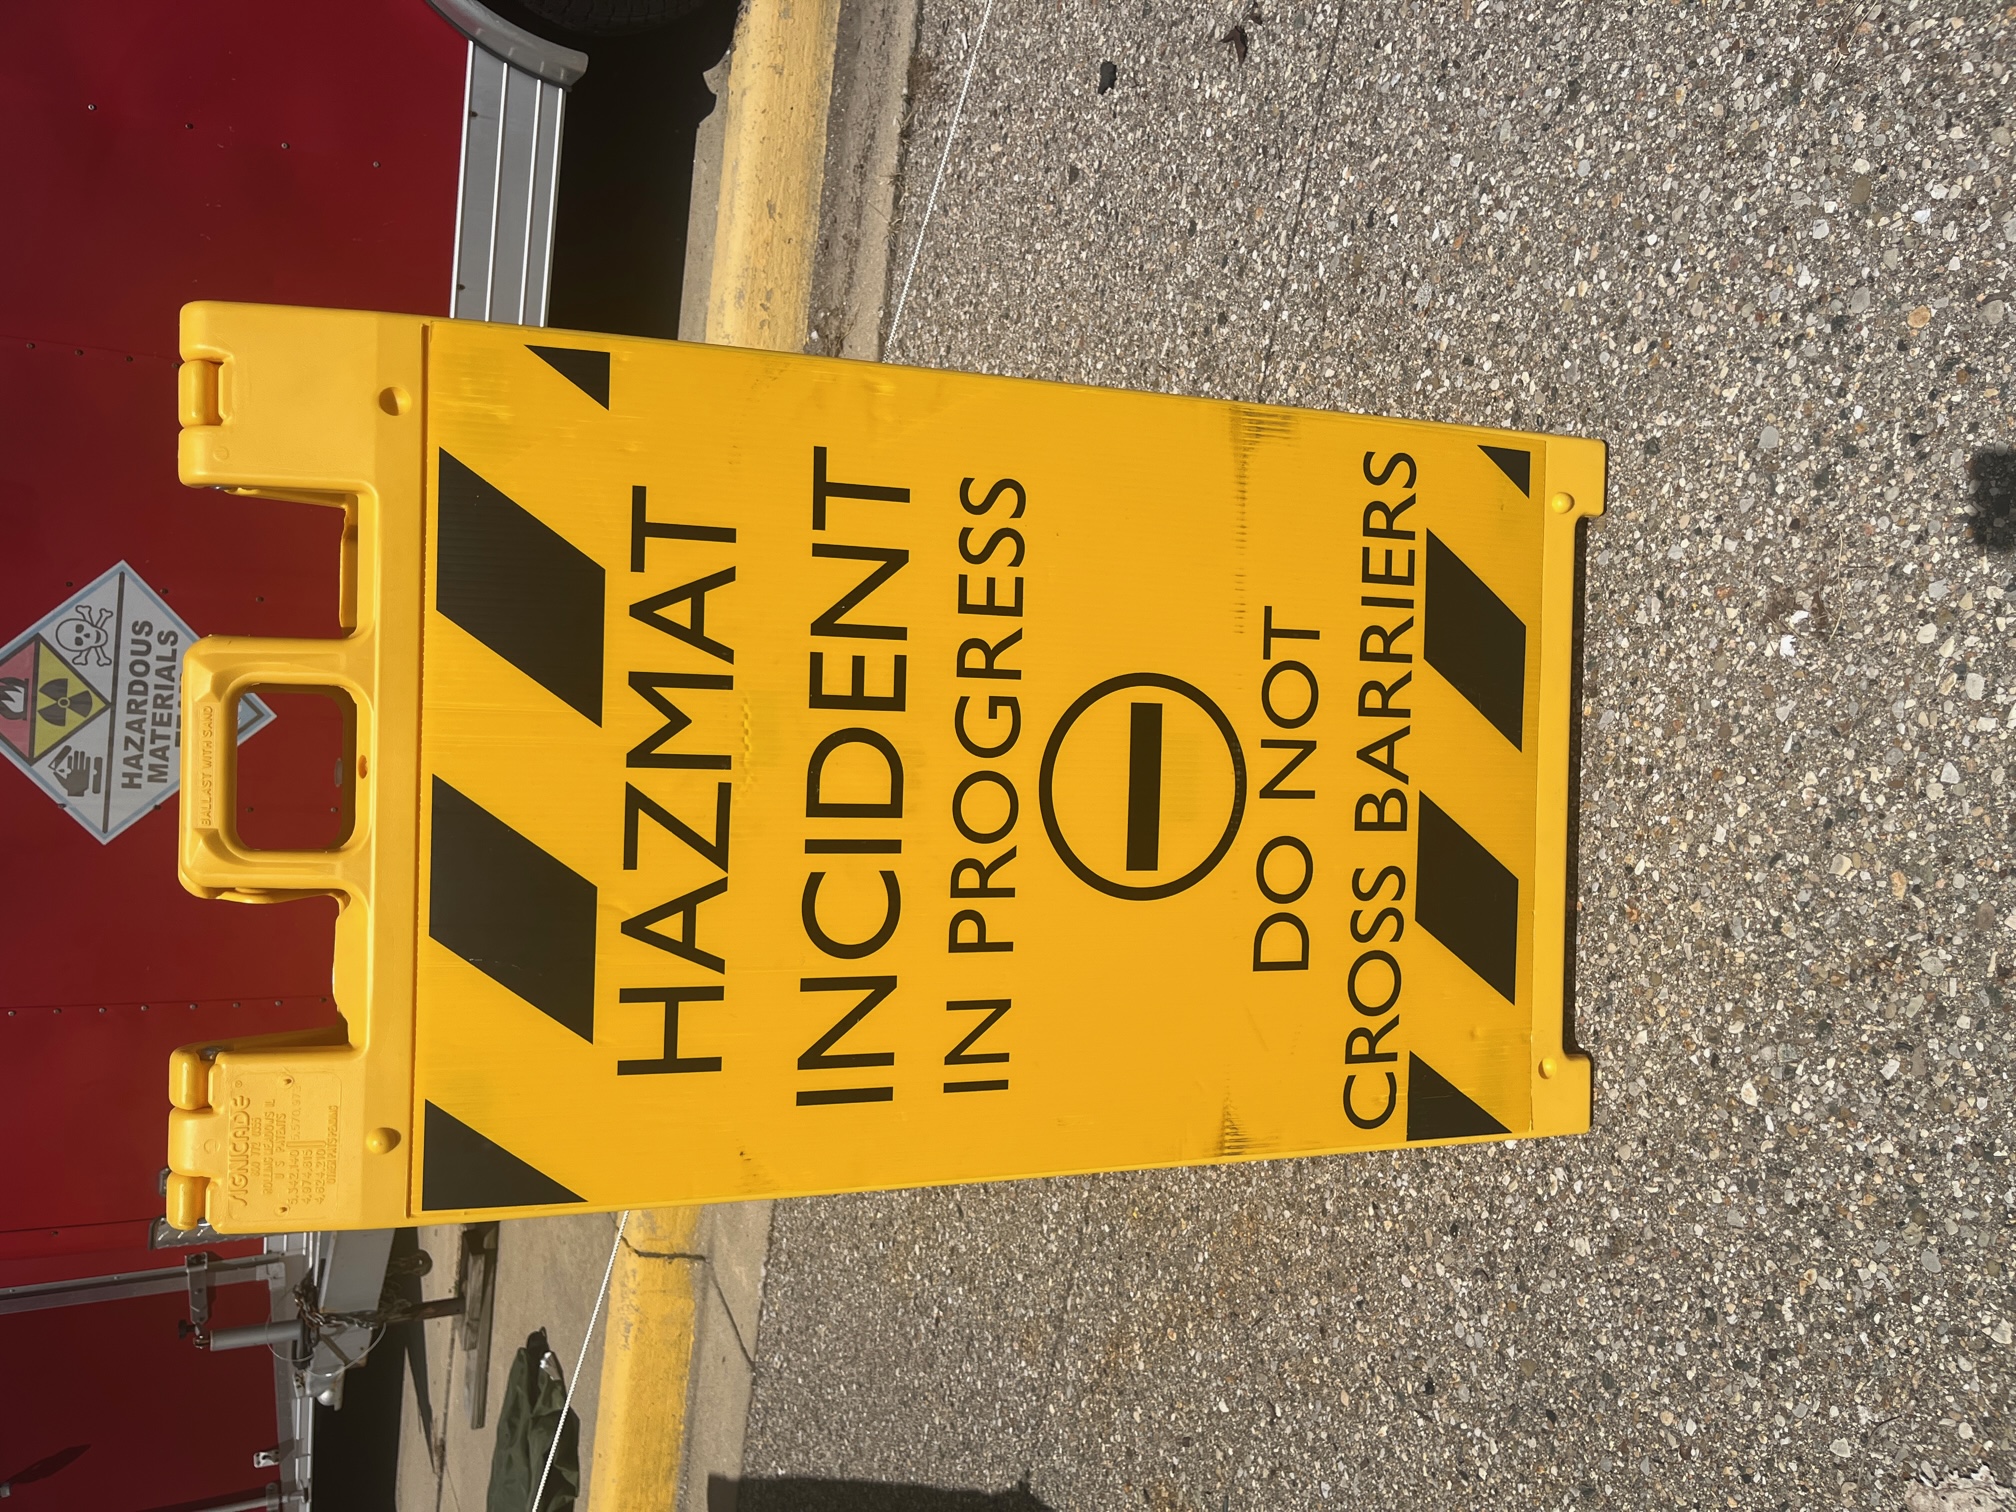 HAZARDOUS
MATERIALS
BALLAST WITH SAND
SIGNICADE
HAZMAT
INCIDENT
IN PROGRESS
DO NOT
CROSS BARRIERS